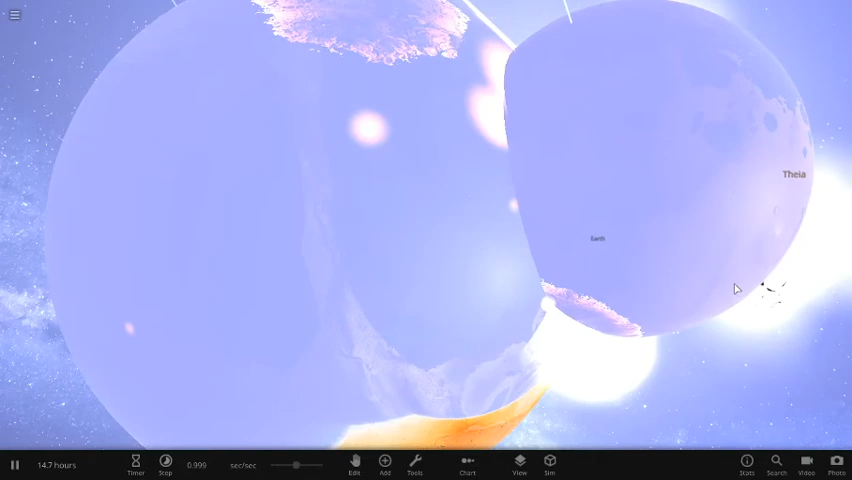 Theia
Earth
14.7 hours
Timer
Step
0.999
sec/sec
Edit
Add
Tools
Chart
View
Sim
Stats
Search
Video
Photo